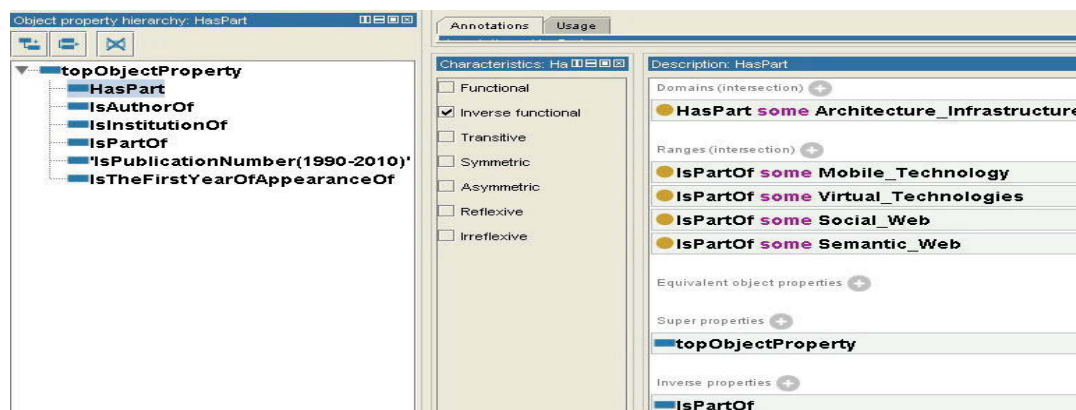 Object property hierarchy: HasPart
topObjectProperty
HasPart
IsAuthorOf
IsInstitutionOf
IsPartOf
'IsPublicationNumber(1990-2010)'
IsTheFirstYearOfAppearanceOf
Annotations Usage
Characteristics: Ha
Functional
Inverse functional
Transitive
Symmetric
Asymmetric
Reflexive
Irreflexive
Description: HasPart
Domains (intersection)
HasPart some Architecture_Infrastructure
Ranges (intersection)
IsPartOf some Mobile_Technology
IsPartOf some Virtual_Technologies
IsPartOf some Social_Web
IsPartOf some Semantic_Web
Equivalent object properties
Super properties
topObjectProperty
Inverse properties
IsPartOf